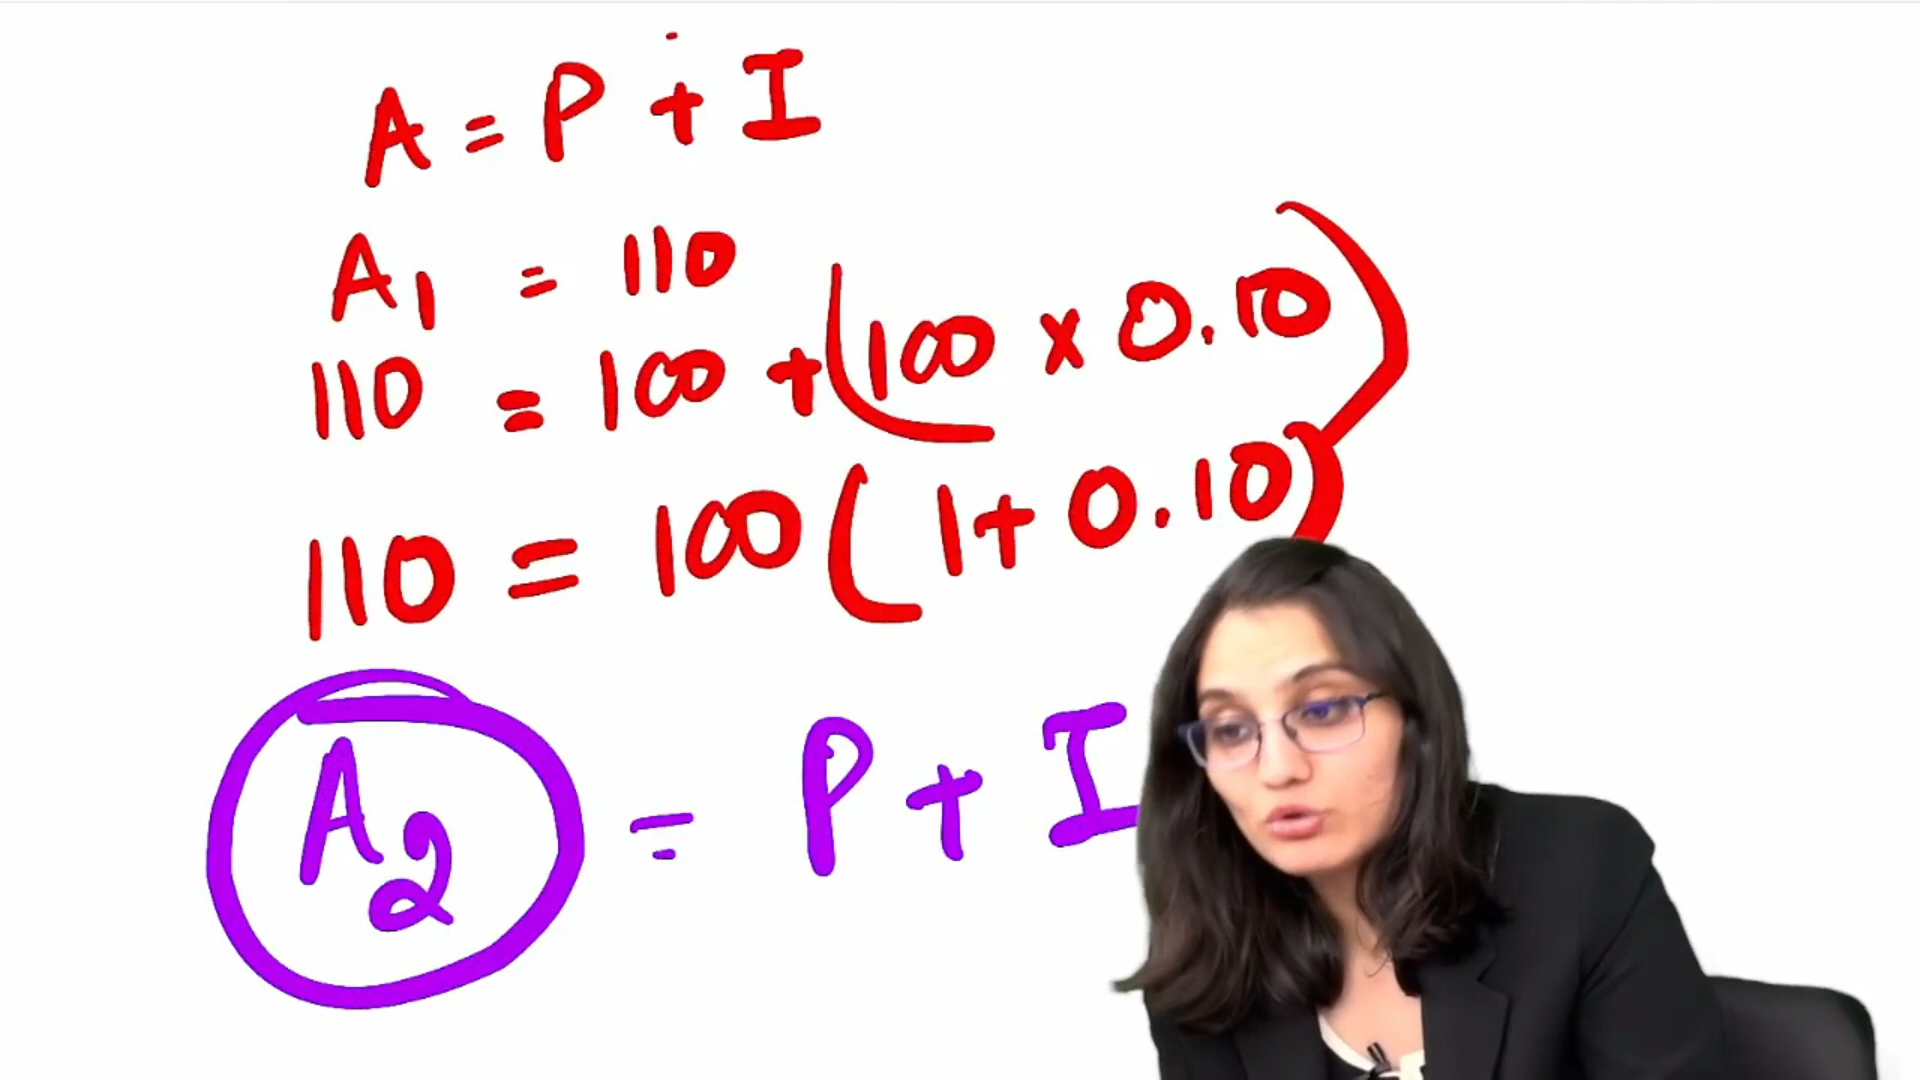 A = P + I
A1 = 110
110 = 100 + (100 x 0.10)
110 = 100 (1 + 0.10)
A2 = P + I